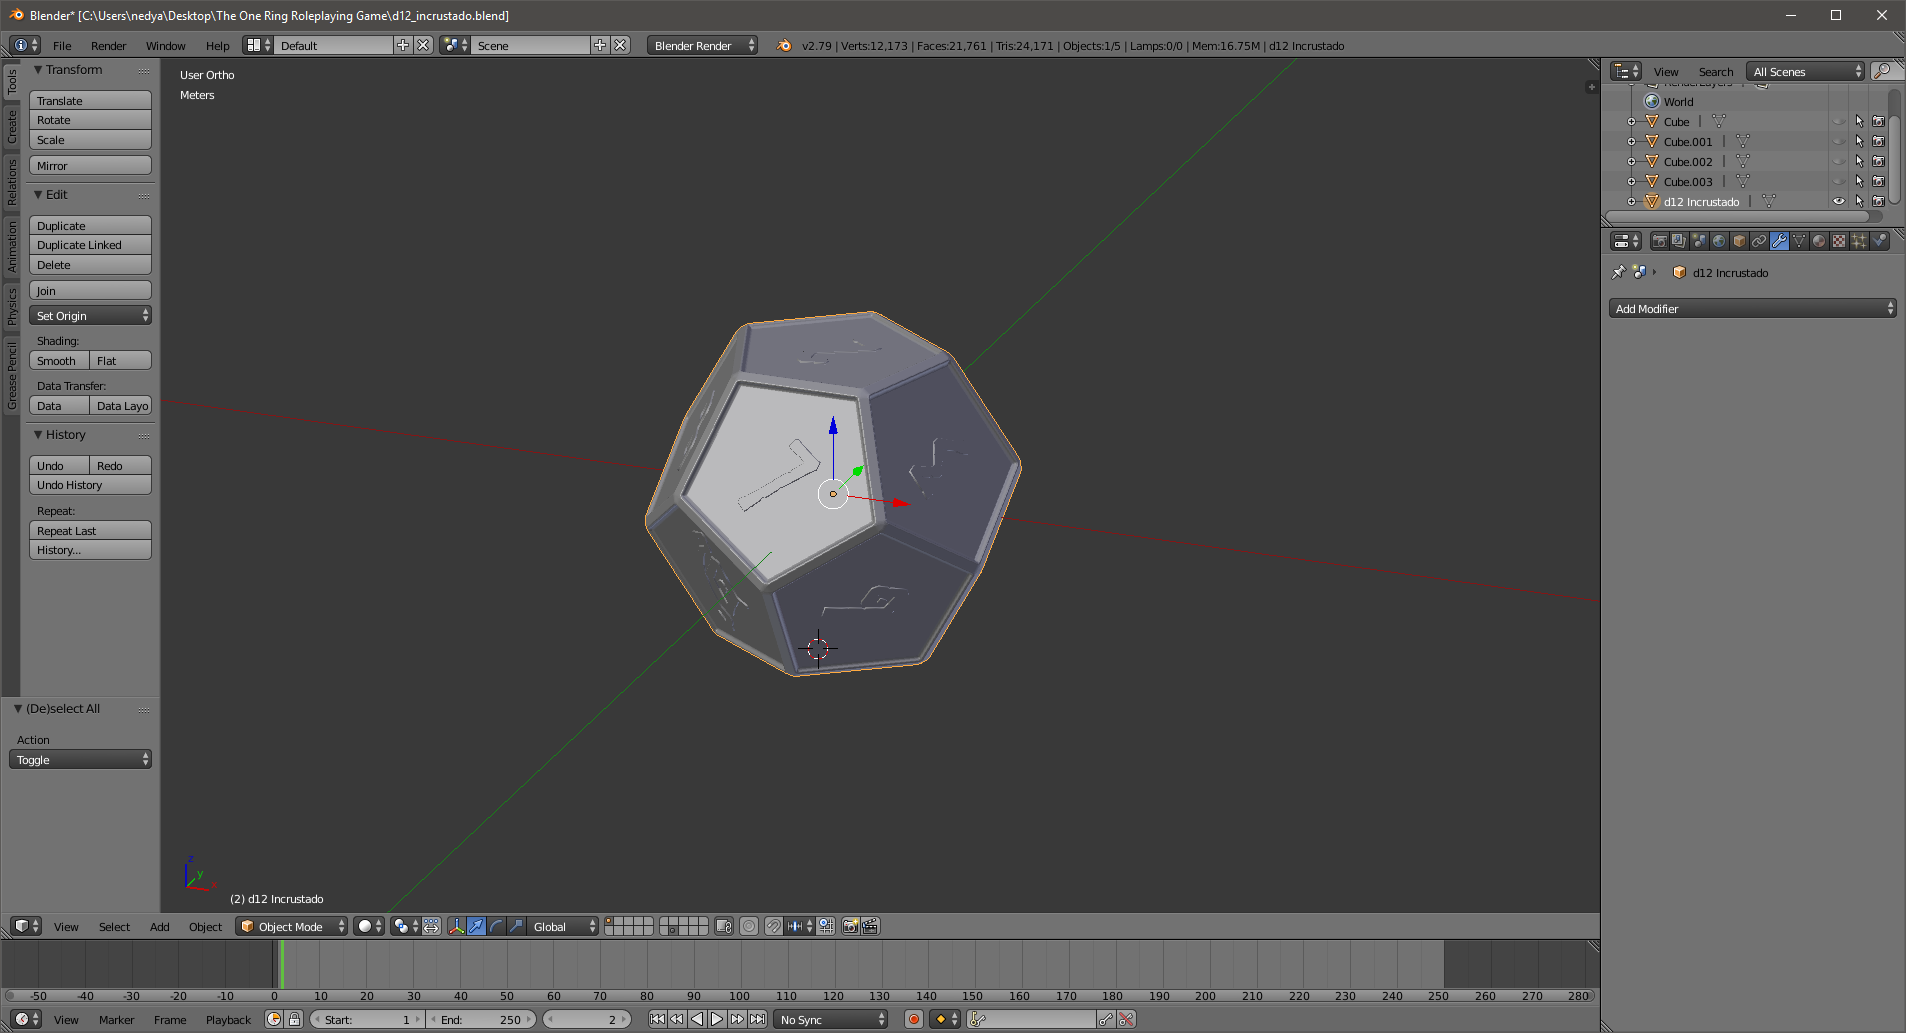 Blender* [C:\Users\nedya\Desktop\The One Ring Roleplaying Game\d12_incrustado.blend]
File Render Window Help Default Scene Blender Render v2.79 | Verts:12,173 | Faces:21,761 | Tris:24,171 | Objects:1/5 | Lamps:0/0 | Mem:16.75M | d12 Incrustado
Tools
Create
Relations
Animation
Physics
Grease Pencil
Transform
Translate
Rotate
Scale
Mirror
Edit
Duplicate
Duplicate Linked
Delete
Join
Set Origin
Shading:
Smooth Flat
Data Transfer:
Data Data Layo
History
Undo Redo
Undo History
Repeat:
Repeat Last
History...
(De)select All
Action
Toggle
User Ortho
Meters
z
y
x
(2) d12 Incrustado
View Search All Scenes
RenderLayers
World
Cube
Cube.001
Cube.002
Cube.003
d12 Incrustado
d12 Incrustado
Add Modifier
View Select Add Object Object Mode Global
-50 -40 -30 -20 -10 0 10 20 30 40 50 60 70 80 90 100 110 120 130 140 150 160 170 180 190 200 210 220 230 240 250 260 270 280
View Marker Frame Playback Start: 1 End: 250 2 No Sync